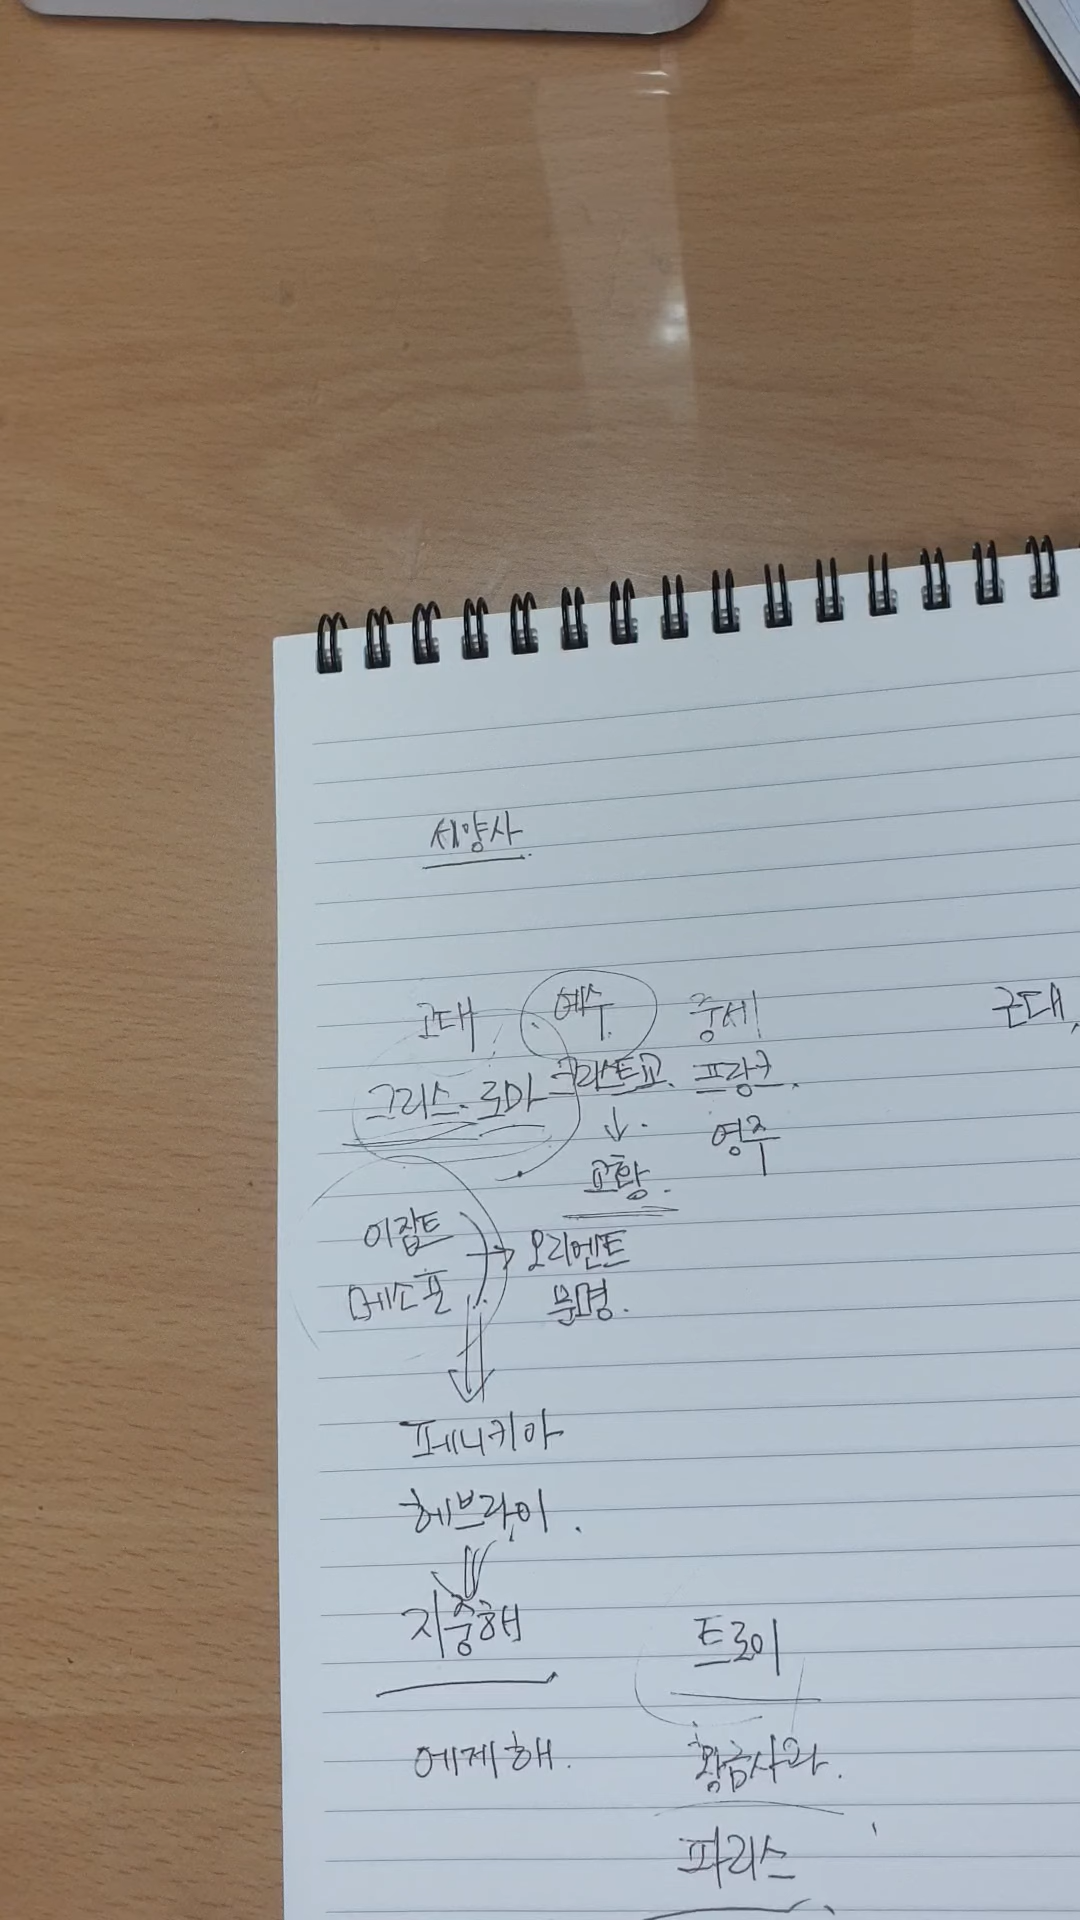 세양사
고대 예수 중세 근대,
그리스. 로마 크리스트교. 프랑크.
↓. 영주
교황.
이집트 → 오리엔트
메소포 문명.
페니키아
헤브라이.
지중해 트로이
에게해. 황금사과.
파리스